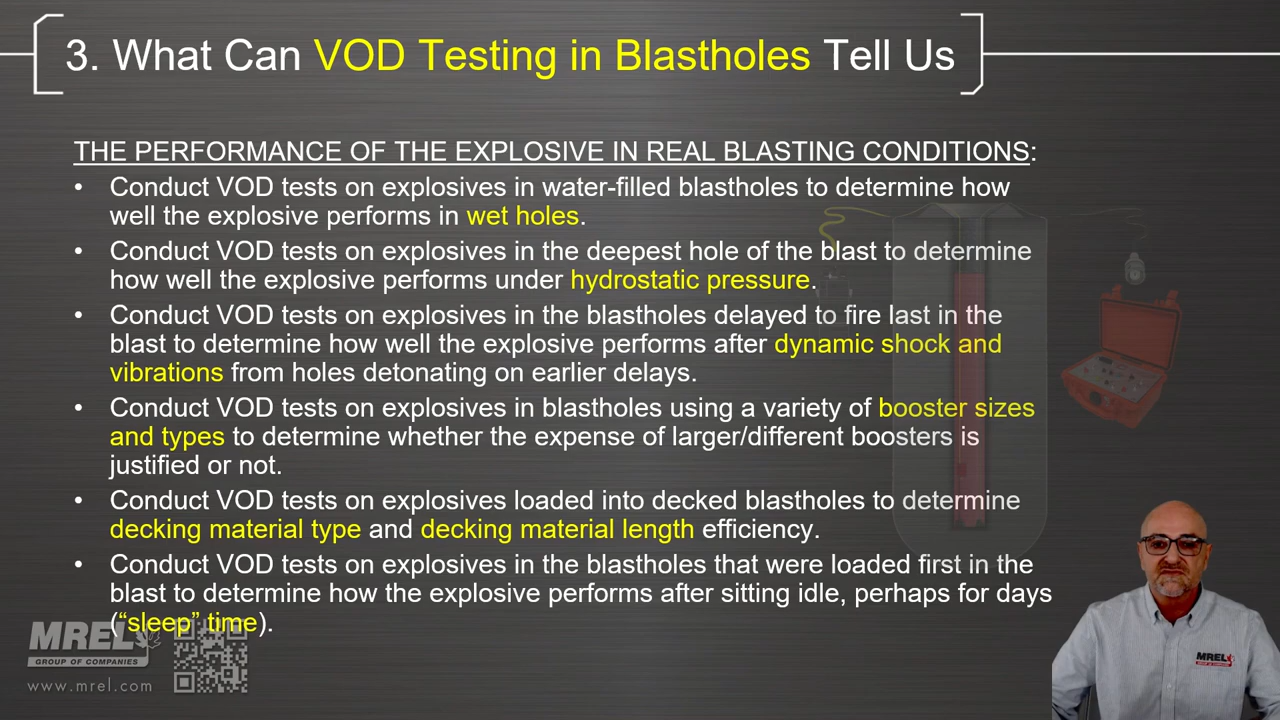 3. What Can VOD Testing in Blastholes Tell Us
THE PERFORMANCE OF THE EXPLOSIVE IN REAL BLASTING CONDITIONS:
• Conduct VOD tests on explosives in water-filled blastholes to determine how
well the explosive performs in wet holes.
• Conduct VOD tests on explosives in the deepest hole of the blast to determine
how well the explosive performs under hydrostatic pressure.
• Conduct VOD tests on explosives in the blastholes delayed to fire last in the
blast to determine how well the explosive performs after dynamic shock and
vibrations from holes detonating on earlier delays.
• Conduct VOD tests on explosives in blastholes using a variety of booster sizes
and types to determine whether the expense of larger/different boosters is
justified or not.
• Conduct VOD tests on explosives loaded into decked blastholes to determine
decking material type and decking material length efficiency.
• Conduct VOD tests on explosives in the blastholes that were loaded first in the
blast to determine how the explosive performs after sitting idle, perhaps for days
(“sleep” time).
MREL
GROUP OF COMPANIES
www.mrel.com
MREL